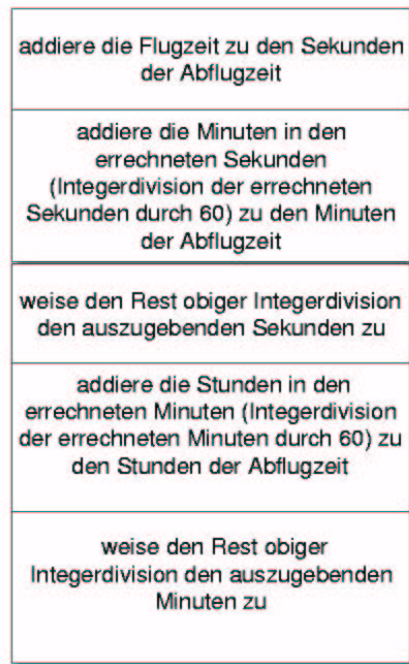 addiere die Flugzeit zu den Sekunden
der Abflugzeit
addiere die Minuten in den
errechneten Sekunden
(Integerdivision der errechneten
Sekunden durch 60) zu den Minuten
der Abflugzeit
weise den Rest obiger Integerdivision
den auszugebenden Sekunden zu
addiere die Stunden in den
errechneten Minuten (Integerdivision
der errechneten Minuten durch 60) zu
den Stunden der Abflugzeit
weise den Rest obiger
Integerdivision den auszugebenden
Minuten zu